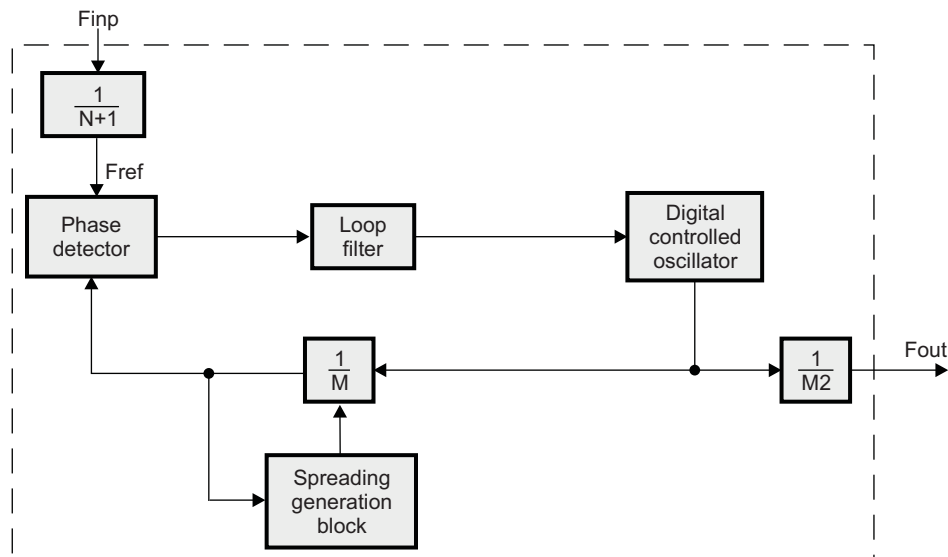 Finp
1
N+1
Fref
Phase
detector
Loop
filter
Digital
controlled
oscillator
1
M
1
M2
Fout
Spreading
generation
block